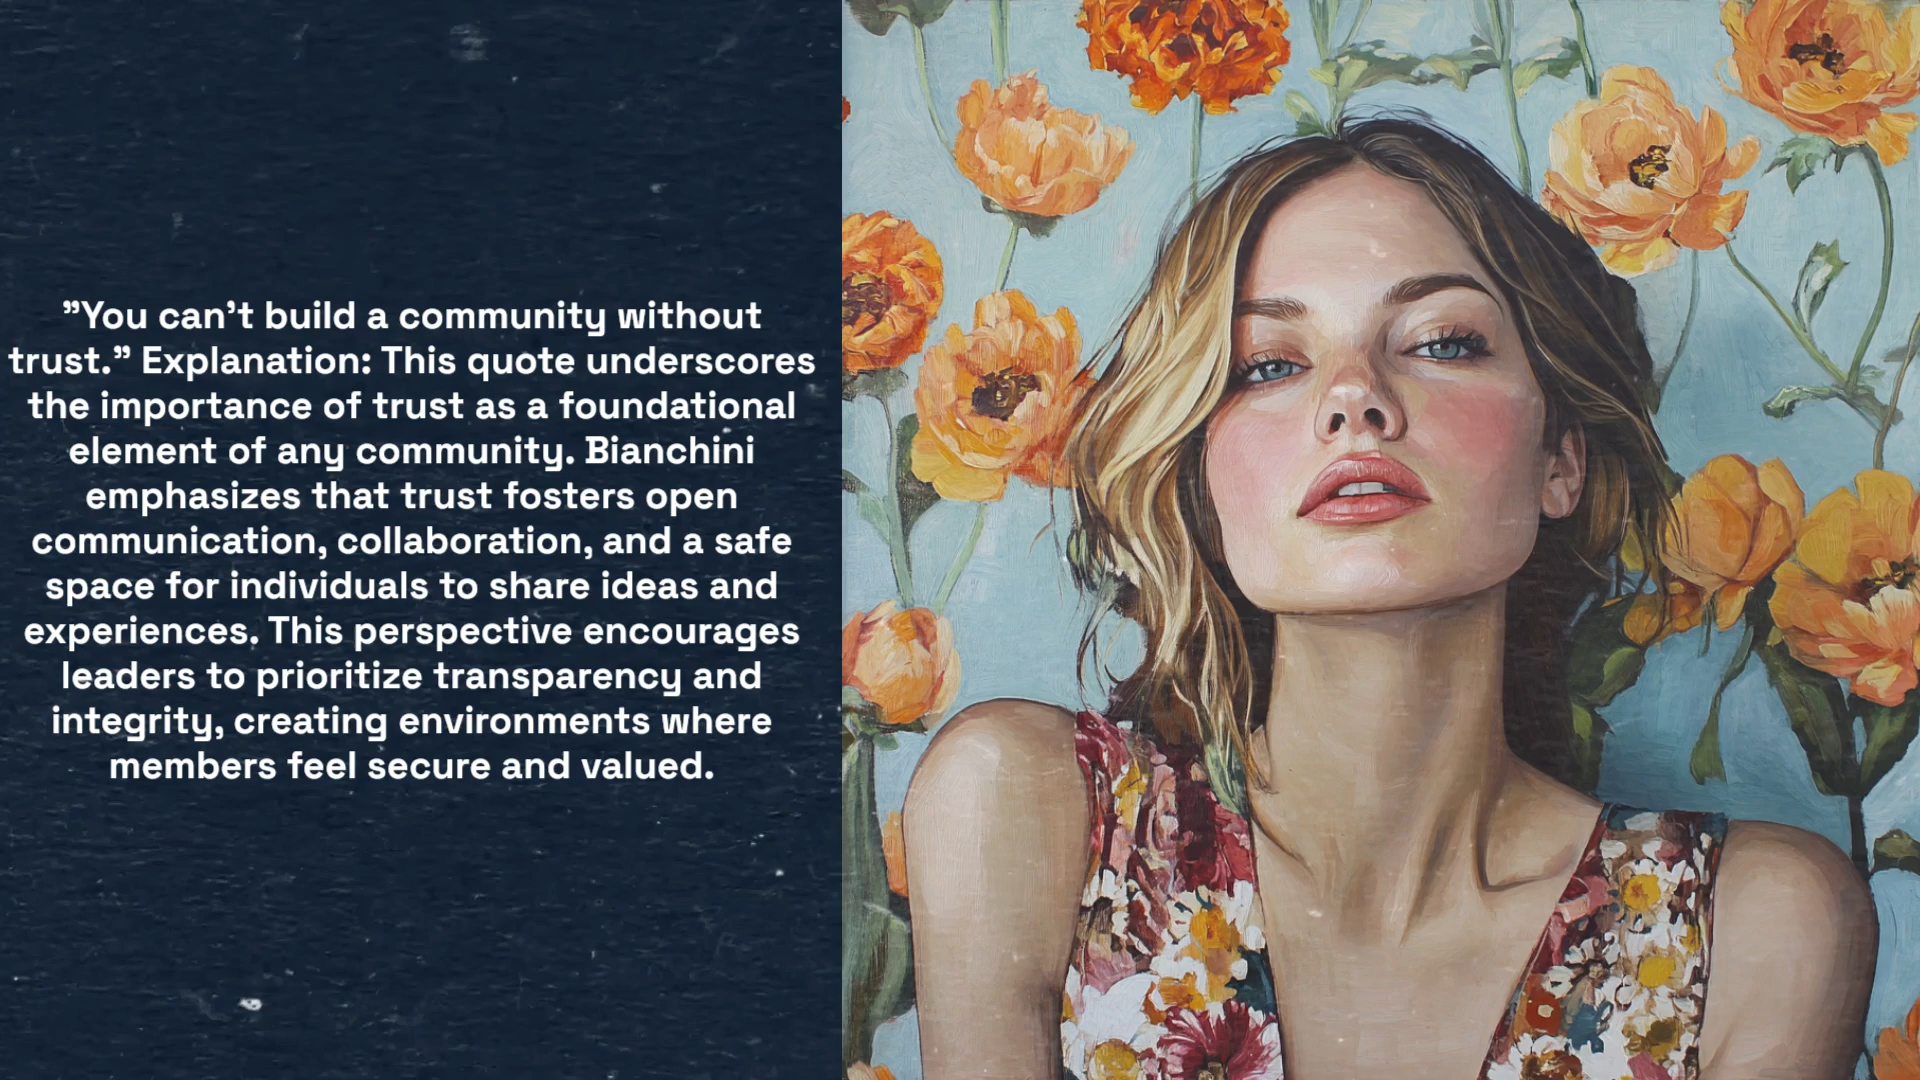 ”You can’t build a community without
trust.” Explanation: This quote underscores
the importance of trust as a foundational
element of any community. Bianchini
emphasizes that trust fosters open
communication, collaboration, and a safe
space for individuals to share ideas and
experiences. This perspective encourages
leaders to prioritize transparency and
integrity, creating environments where
members feel secure and valued.